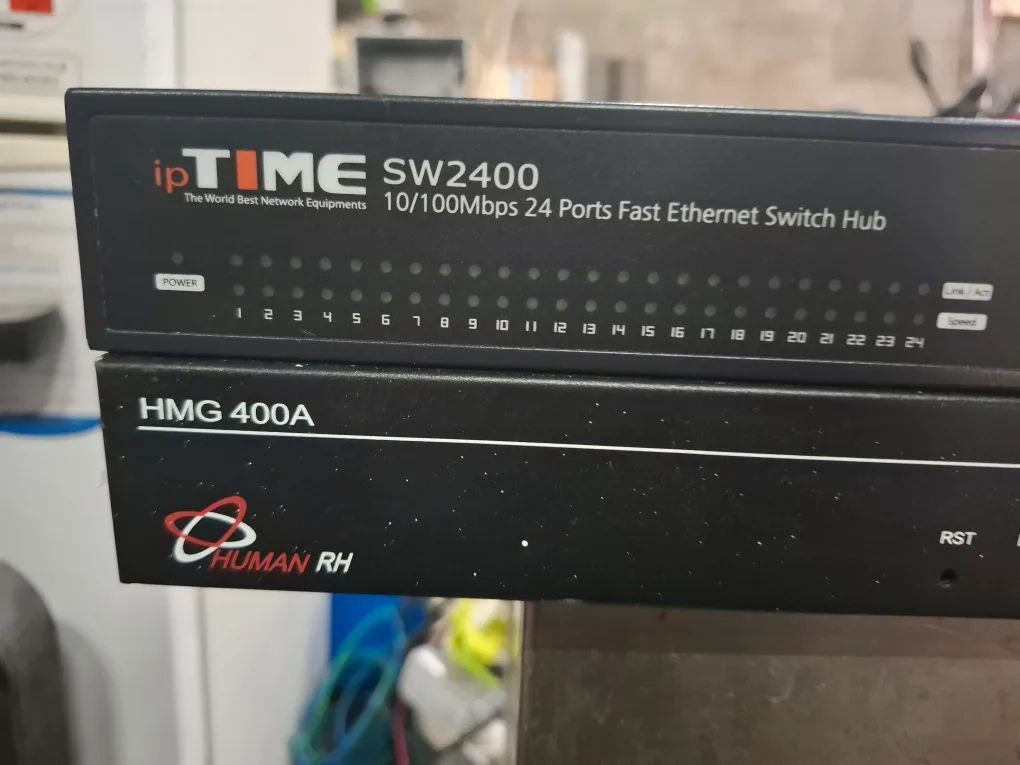 ipTIME SW2400
The World Best Network Equipments
10/100Mbps 24 Ports Fast Ethernet Switch Hub
POWER
Link / Act
1 2 3 4 5 6 7 8 9 10 11 12 13 14 15 16 17 18 19 20 21 22 23 24
Speed
HMG 400A
RST
HUMAN RH